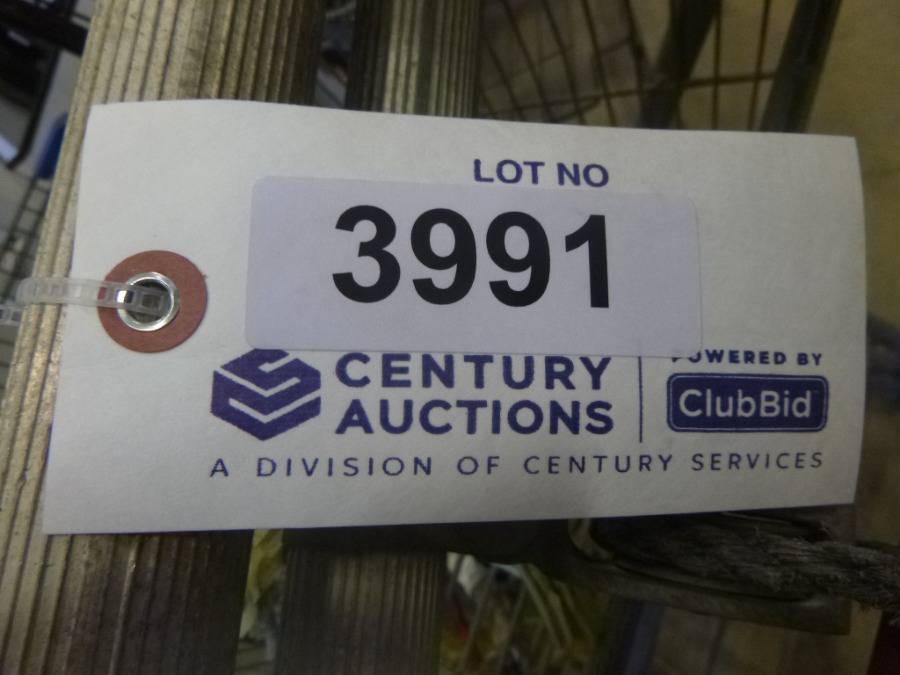 LOT NO
3991
CENTURY
AUCTIONS
POWERED BY
ClubBid
A DIVISION OF CENTURY SERVICES